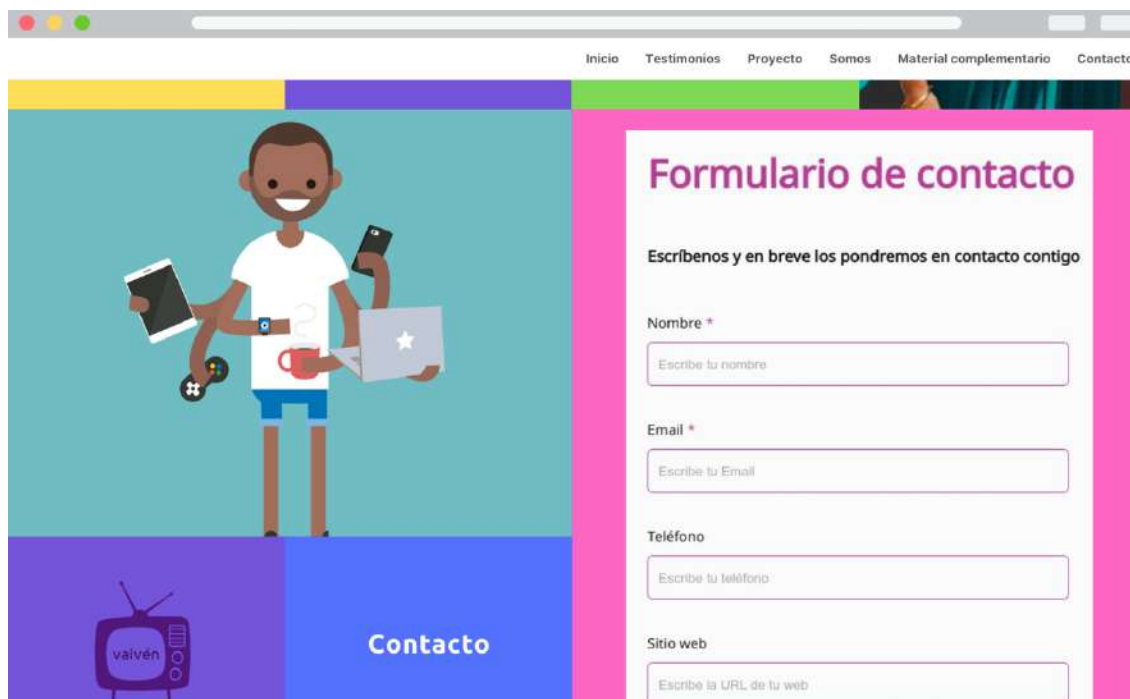 Inicio Testimonios Proyecto Somos Material complementario Contacto
Formulario de contacto
Escríbenos y en breve los pondremos en contacto contigo
Nombre *
Escribe tu nombre
Email *
Escribe tu Email
Teléfono
Escribe tu teléfono
Sitio web
Escribe la URL de tu web
Contacto
vaivén